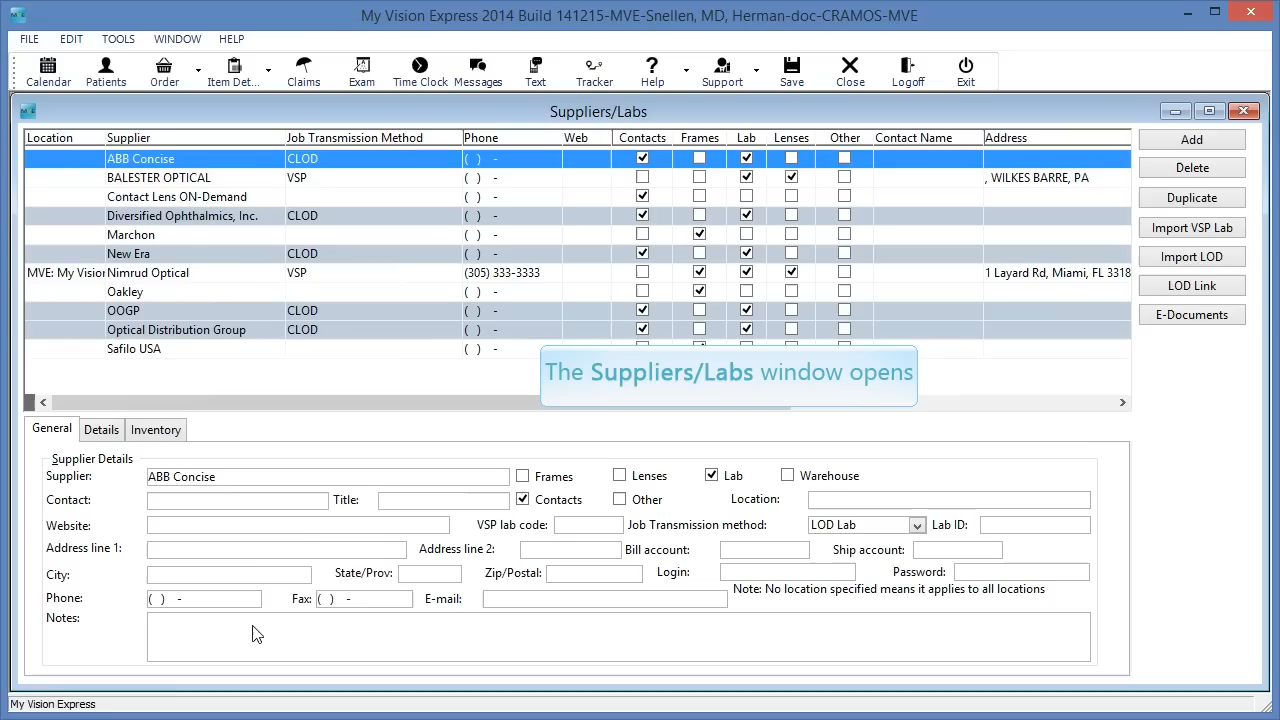 My Vision Express 2014 Build 141215-MVE-Snellen, MD, Herman-doc-CRAMOS-MVE
FILE EDIT TOOLS WINDOW HELP
Calendar Patients Order Item Det... Claims Exam Time Clock Messages Text Tracker Help Support Save Close Logoff Exit
Suppliers/Labs
Location Supplier Job Transmission Method Phone Web Contacts Frames Lab Lenses Other Contact Name Address
ABB Concise CLOD ( ) -
BALESTER OPTICAL VSP ( ) - , WILKES BARRE, PA
Contact Lens ON-Demand ( ) -
Diversified Ophthalmics, Inc. CLOD ( ) -
Marchon ( ) -
New Era CLOD ( ) -
MVE: My Vision Nimrud Optical VSP (305) 333-3333 1 Layard Rd, Miami, FL 3318
Oakley ( ) -
OOGP CLOD ( ) -
Optical Distribution Group CLOD ( ) -
Safilo USA ( ) -
Add
Delete
Duplicate
Import VSP Lab
Import LOD
LOD Link
E-Documents
The Suppliers/Labs window opens
General Details Inventory
Supplier Details
Supplier: ABB Concise Frames Lenses Lab Warehouse
Contact: Title: Contacts Other Location:
Website: VSP lab code: Job Transmission method: LOD Lab Lab ID:
Address line 1: Address line 2: Bill account: Ship account:
City: State/Prov: Zip/Postal: Login: Password:
Phone: ( ) - Fax: ( ) - E-mail: Note: No location specified means it applies to all locations
Notes:
My Vision Express